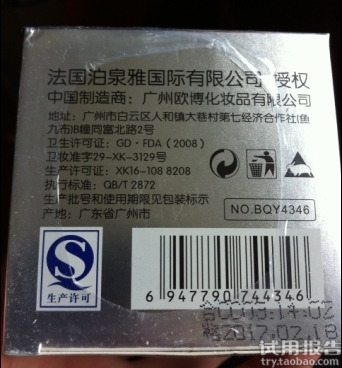 法国泊泉雅国际有限公司 授权
中国制造商：广州欧博化妆品有限公司
地址：广州市白云区人和镇大巷村第七经济合作社(鱼
九布)B幢同富北路2号
卫生许可证：GD·FDA（2008）
卫妆准字29-XK-3129号
生产许可证：XK16-108 8208
执行标准：QB/T 2872
生产批号和使用期限见包装标示
产地：广东省广州市
NO.BQY4346
生产许可
6 947790 744346
2017.07.18
试用报告
try.taobao.com